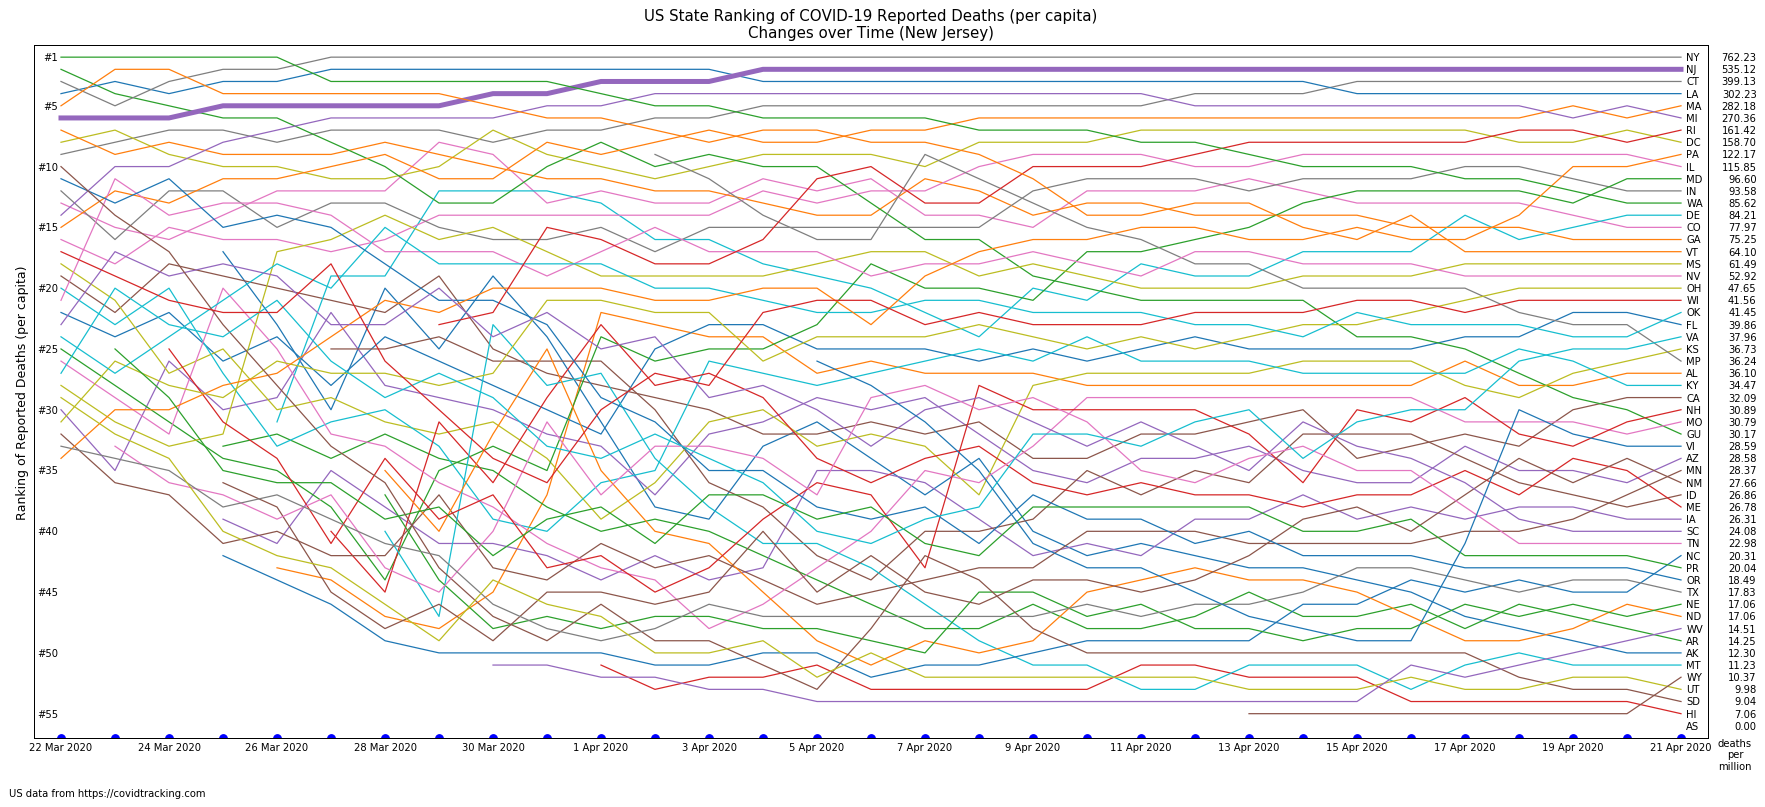 US State Ranking of COVID-19 Reported Deaths (per capita)
Changes over Time (New Jersey)
Ranking of Reported Deaths (per capita)
#1
#5
#10
#15
#20
#25
#30
#35
#40
#45
#50
#55
NY 762.23
NJ 535.12
CT 399.13
LA 302.23
MA 282.18
MI 270.36
RI 161.42
DC 158.70
PA 122.17
IL 115.85
MD 96.60
IN 93.58
WA 85.62
DE 84.21
CO 77.97
GA 75.25
VT 64.10
MS 61.49
NV 52.92
OH 47.65
WI 41.56
OK 41.45
FL 39.86
VA 37.96
KS 36.73
MP 36.24
AL 36.10
KY 34.47
CA 32.09
NH 30.89
MO 30.79
GU 30.17
VI 28.59
AZ 28.58
MN 28.37
NM 27.66
ID 26.86
ME 26.78
IA 26.31
SC 24.08
TN 22.98
NC 20.31
PR 20.04
OR 18.49
TX 17.83
NE 17.06
ND 17.06
WV 14.51
AR 14.25
AK 12.30
MT 11.23
WY 10.37
UT 9.98
SD 9.04
HI 7.06
AS 0.00
22 Mar 2020 24 Mar 2020 26 Mar 2020 28 Mar 2020 30 Mar 2020 1 Apr 2020 3 Apr 2020 5 Apr 2020 7 Apr 2020 9 Apr 2020 11 Apr 2020 13 Apr 2020 15 Apr 2020 17 Apr 2020 19 Apr 2020 21 Apr 2020
deaths
per
million
US data from https://covidtracking.com